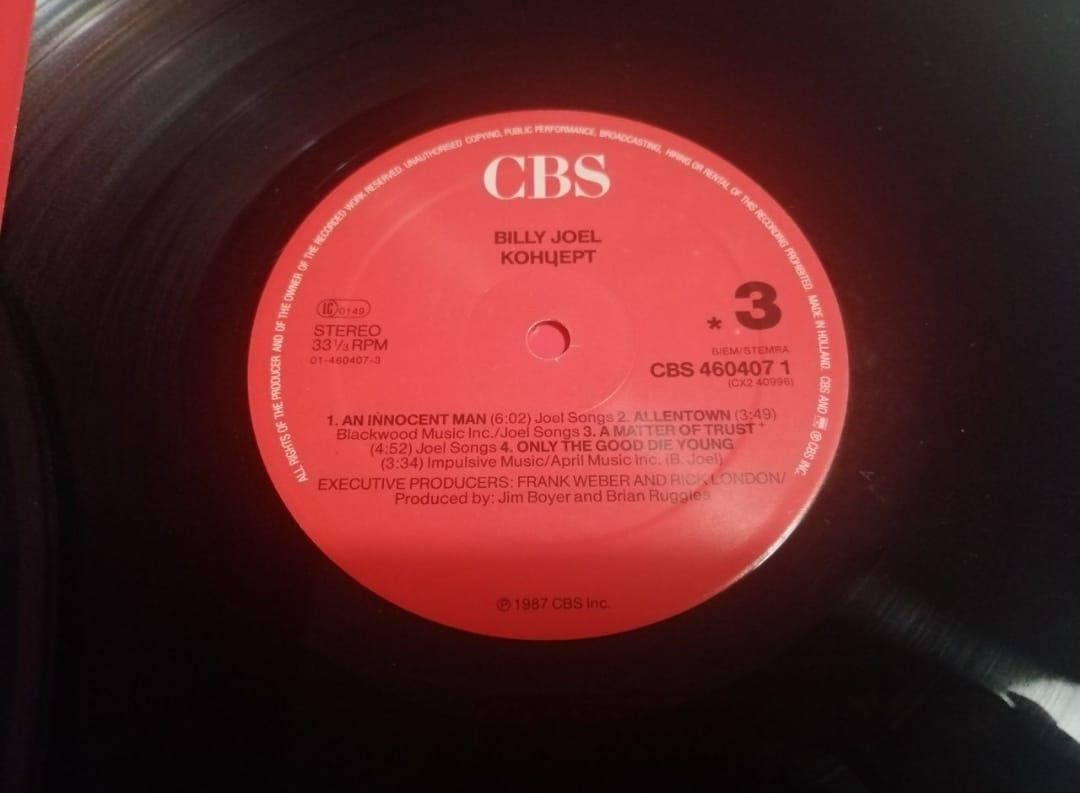 ALL RIGHTS OF THE PRODUCER AND OF THE OWNER OF THE RECORDED WORK RESERVED. UNAUTHORISED COPYING, PUBLIC PERFORMANCE, BROADCASTING, HIRING OR RENTAL OF THIS RECORDING PROHIBITED. MADE IN HOLLAND. CBS AND ℗ CBS INC.
CBS
BILLY JOEL
КОНЦЕРТ
LC 0149
STEREO
33 1/3 RPM
01-460407-3
* 3
BIEM/STEMRA
CBS 460407 1
(CX2 40996)
1. AN INNOCENT MAN (6:02) Joel Songs 2. ALLENTOWN (3:49)
Blackwood Music Inc./Joel Songs 3. A MATTER OF TRUST +
(4:52) Joel Songs 4. ONLY THE GOOD DIE YOUNG
(3:34) Impulsive Music/April Music Inc. (B. Joel)
EXECUTIVE PRODUCERS: FRANK WEBER AND RICK LONDON/
Produced by: Jim Boyer and Brian Ruggles
℗ 1987 CBS Inc.